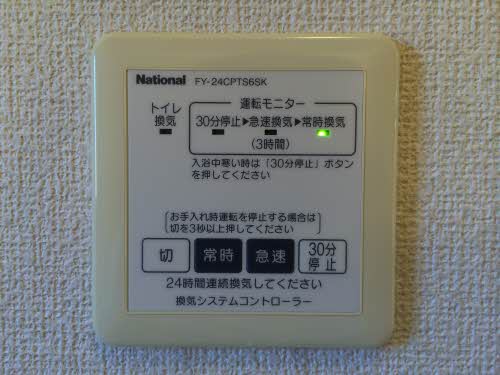 National FY-24CPTS6SK
運転モニター
トイレ
換気
30分停止▶急速換気▶常時換気
(3時間)
入浴中寒い時は「30分停止」ボタン
を押してください
お手入れ時運転を停止する場合は
切を3秒以上押してください
切 常時 急速 30分
停止
24時間連続換気してください
換気システムコントローラー